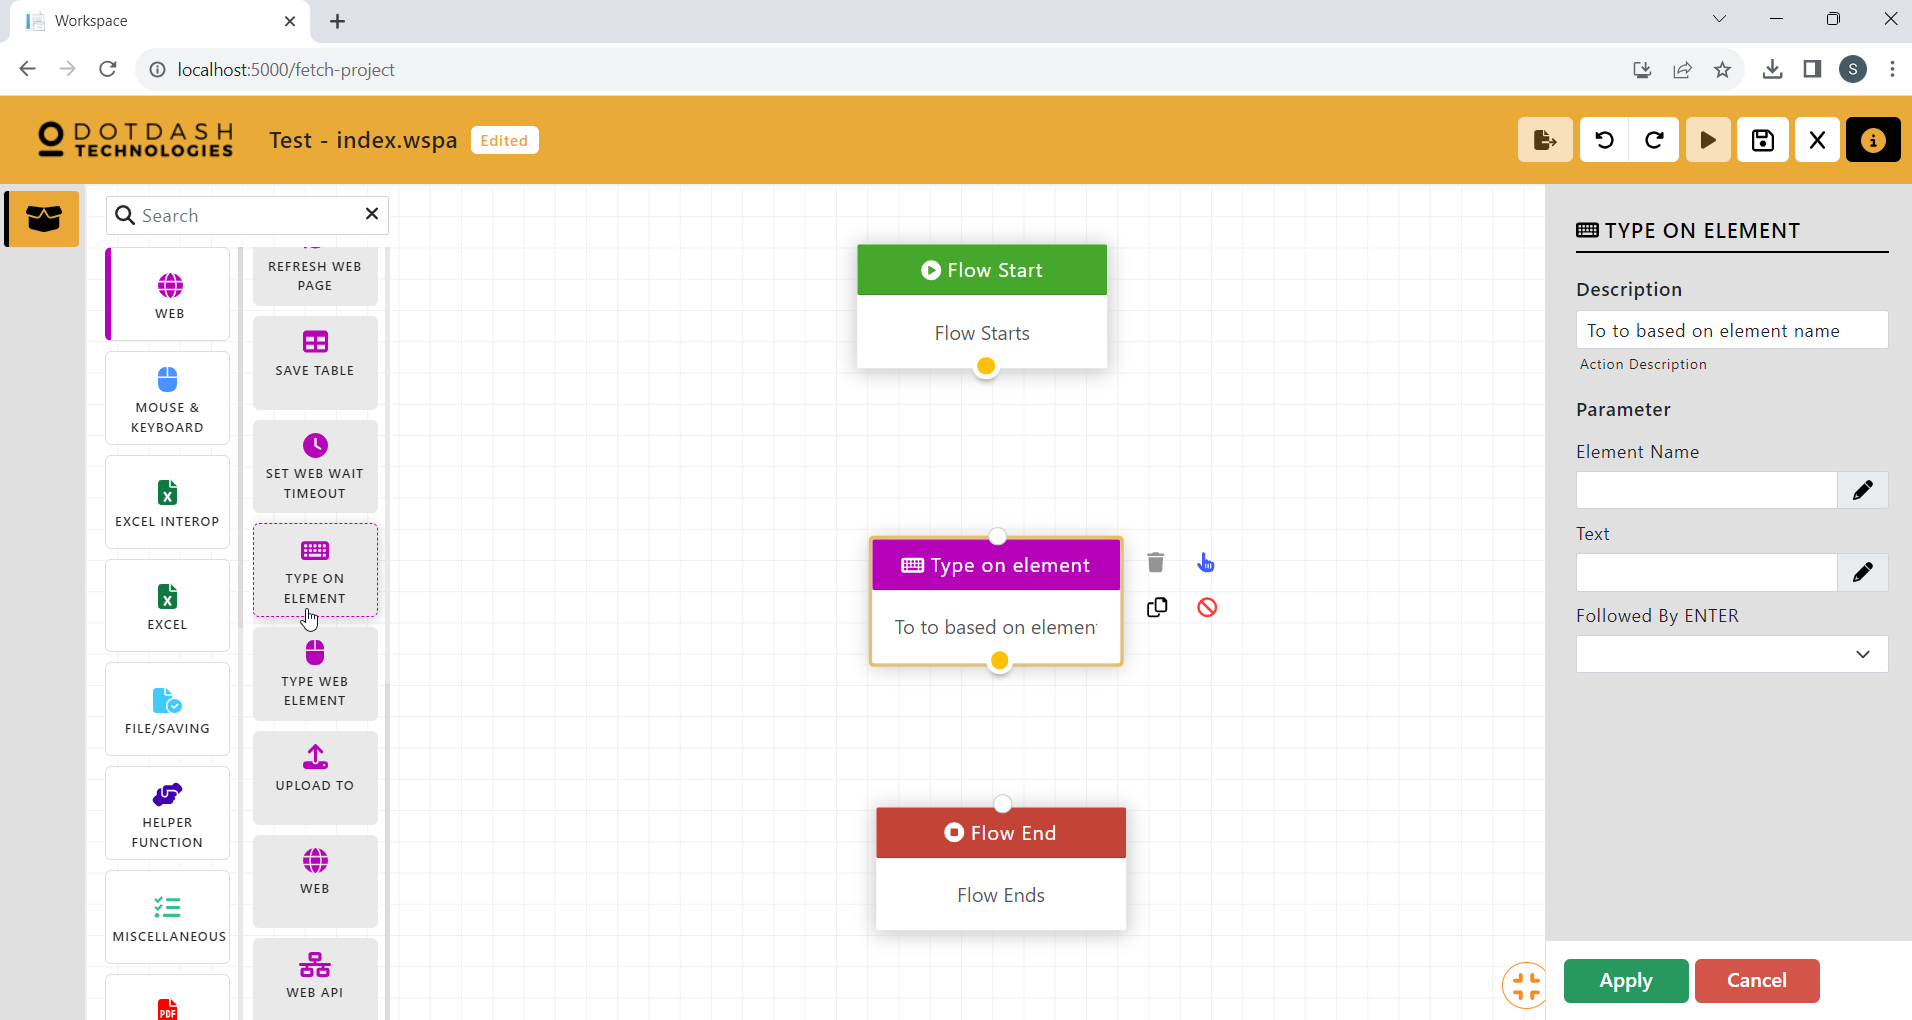 Workspace
localhost:5000/fetch-project
S
DOTDASH
TECHNOLOGIES
Test - index.wspa
Edited
Search
WEB
MOUSE &
KEYBOARD
EXCEL INTEROP
EXCEL
FILE/SAVING
HELPER
FUNCTION
MISCELLANEOUS
PDF
REFRESH WEB
PAGE
SAVE TABLE
SET WEB WAIT
TIMEOUT
TYPE ON
ELEMENT
TYPE WEB
ELEMENT
UPLOAD TO
WEB
WEB API
Flow Start
Flow Starts
Type on element
To to based on elemen
Flow End
Flow Ends
TYPE ON ELEMENT
Description
To to based on element name
Action Description
Parameter
Element Name
Text
Followed By ENTER
Apply
Cancel